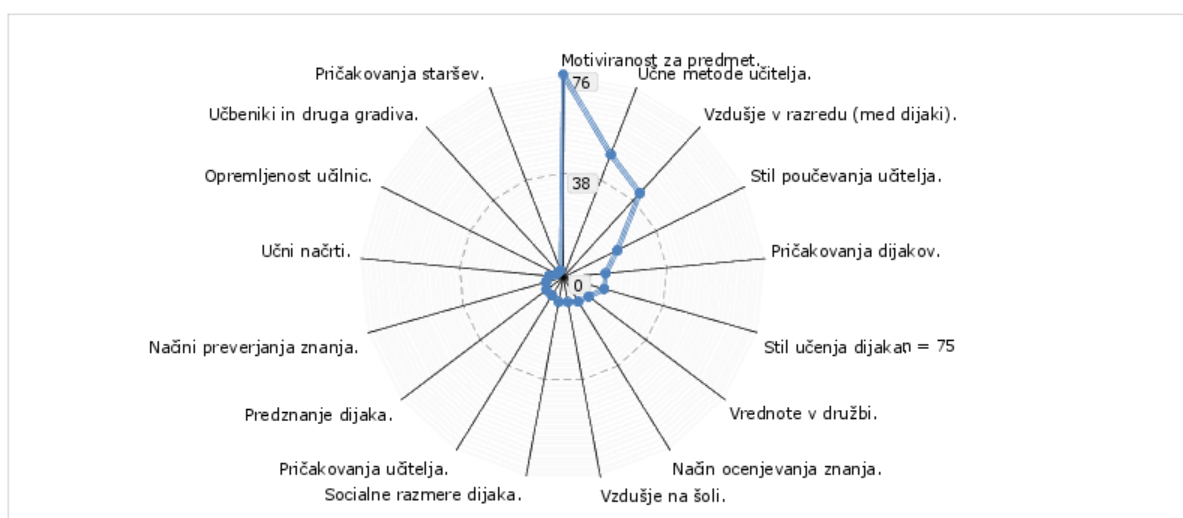 Motiviranost za predmet.
Pričakovanja staršev.
76
Učne metode učitelja.
Učbeniki in druga gradiva.
Vzdušje v razredu (med dijaki).
Opremljenost učilnic.
38
Stil poučevanja učitelja.
Učni načrti.
Pričakovanja dijakov.
0
Načini preverjanja znanja.
Stil učenja dijaka.
n = 75
Predznanje dijaka.
Vrednote v družbi.
Pričakovanja učitelja.
Način ocenjevanja znanja.
Socialne razmere dijaka.
Vzdušje na šoli.